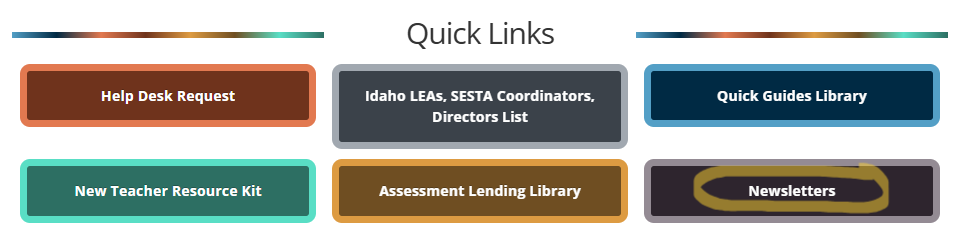 Quick Links
Help Desk Request
Idaho LEAs, SESTA Coordinators,
Directors List
Quick Guides Library
New Teacher Resource Kit
Assessment Lending Library
Newsletters